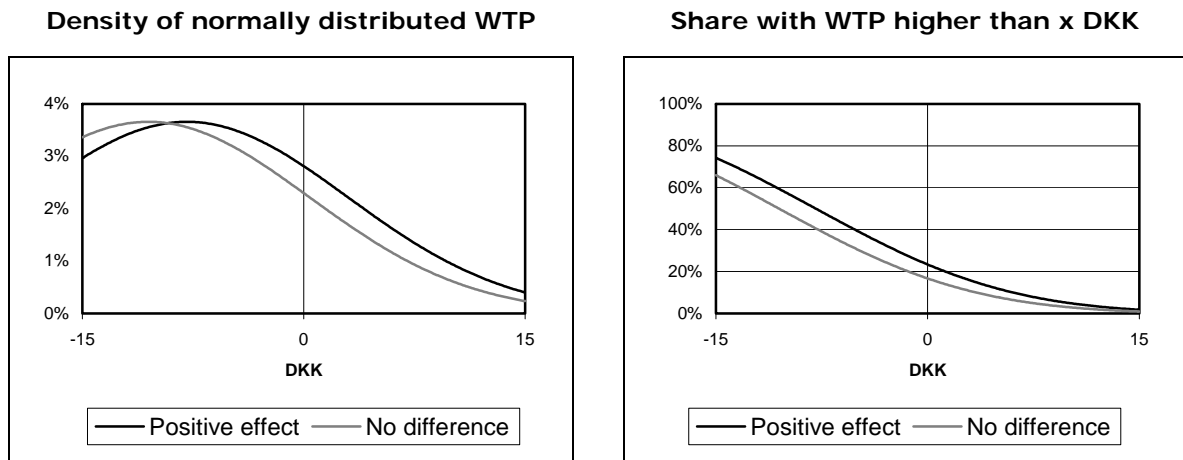 Density of normally distributed WTP
4%
3%
2%
1%
0%
-15 0 15
DKK
Positive effect No difference
Share with WTP higher than x DKK
100%
80%
60%
40%
20%
0%
-15 0 15
DKK
Positive effect No difference